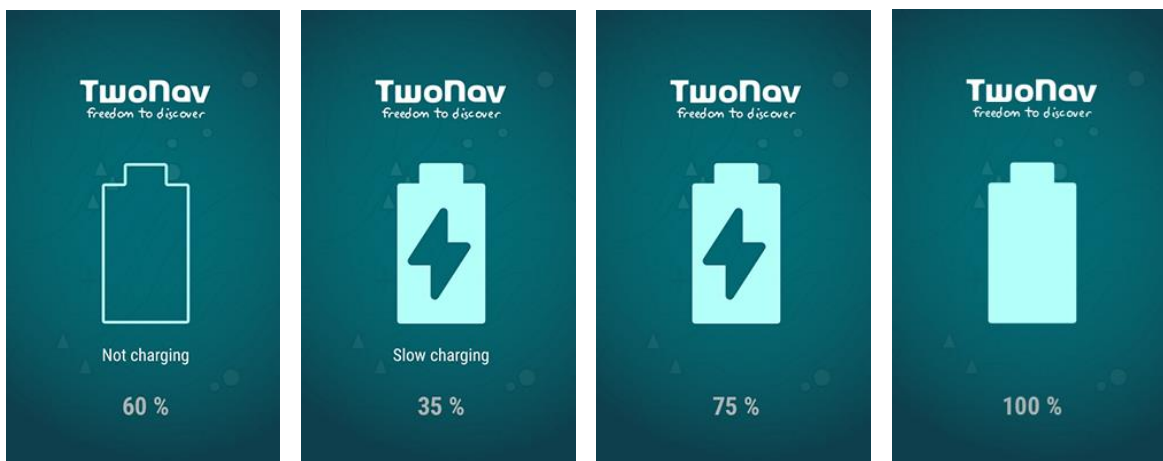 TwoNav
freedom to discover
Not charging
60 %
TwoNav
freedom to discover
Slow charging
35 %
TwoNav
freedom to discover
75 %
TwoNav
freedom to discover
100 %